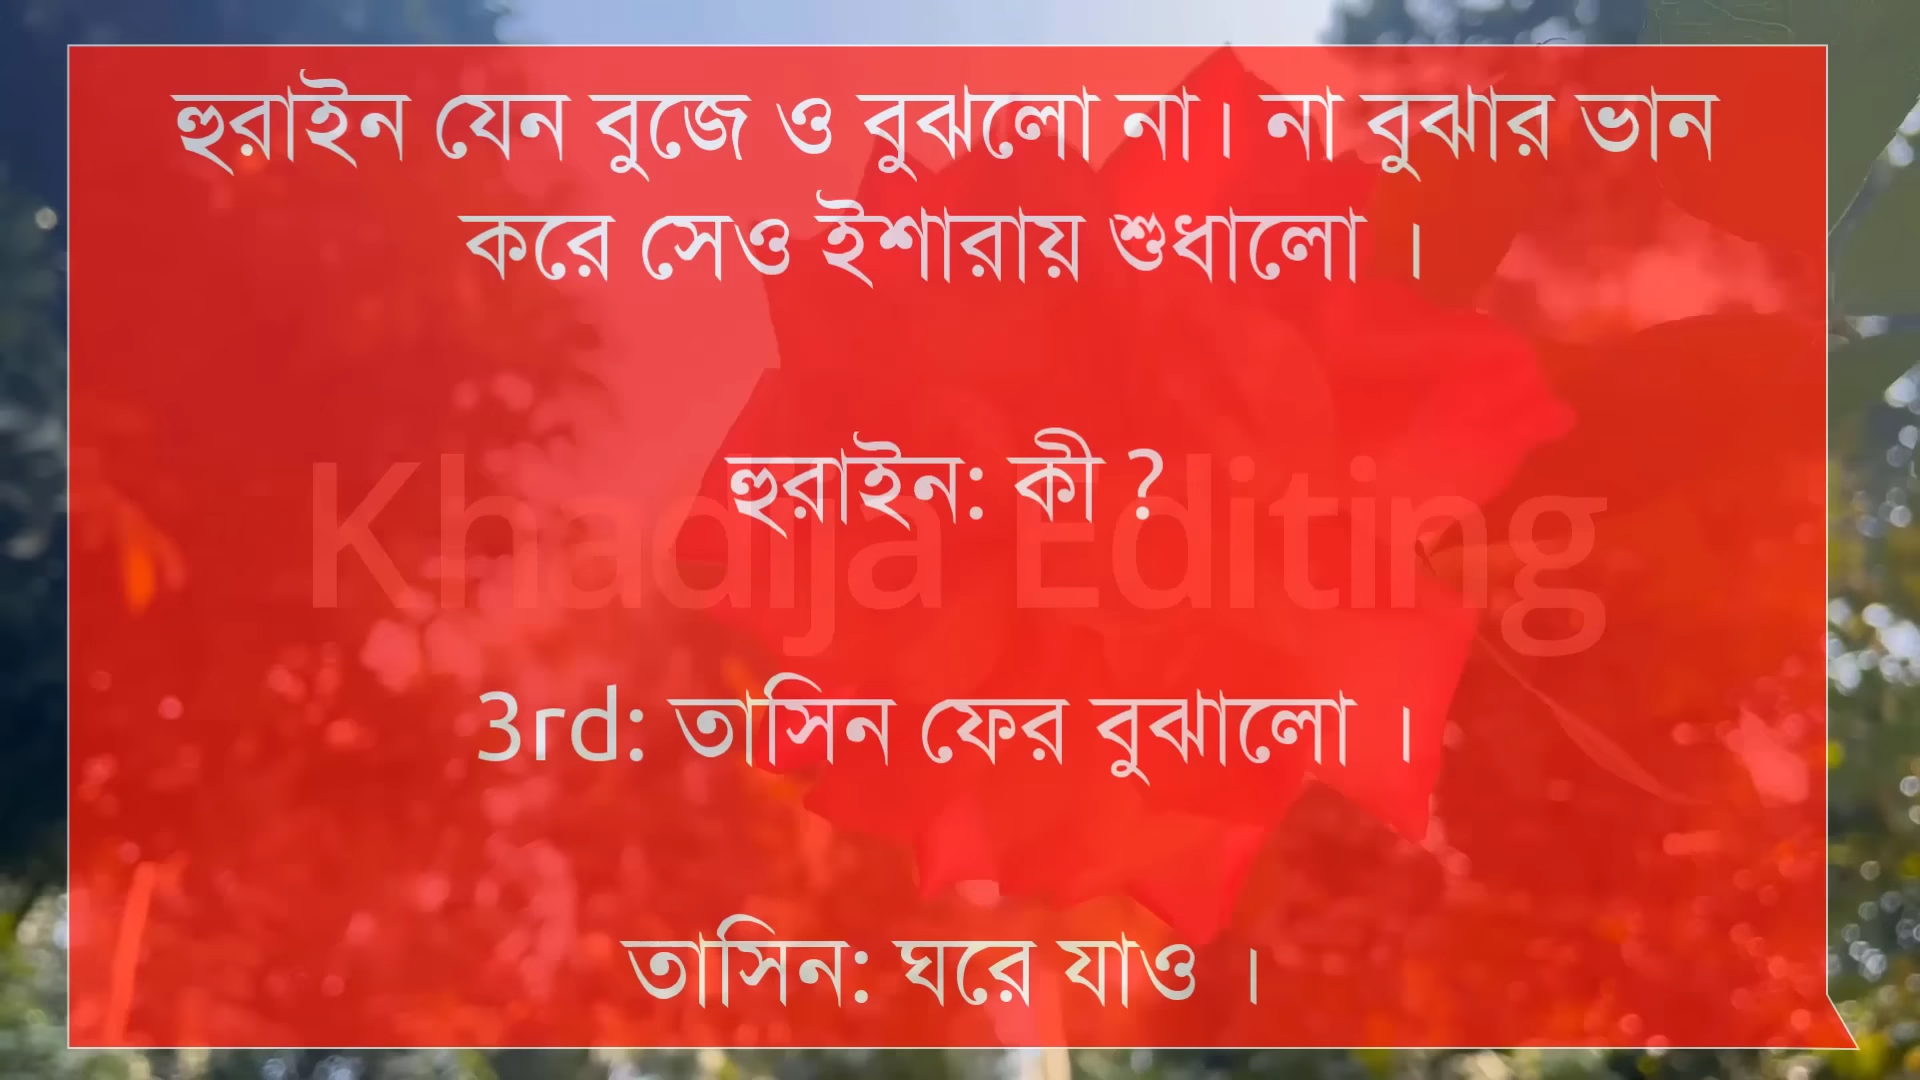 হুরাইন যেন বুজে ও বুঝলো না। না বুঝার ভান
করে সেও ইশারায় শুধালো ।
হুরাইন: কী ?
Khadija Editing
3rd: তাসিন ফের বুঝালো ।
তাসিন: ঘরে যাও ।